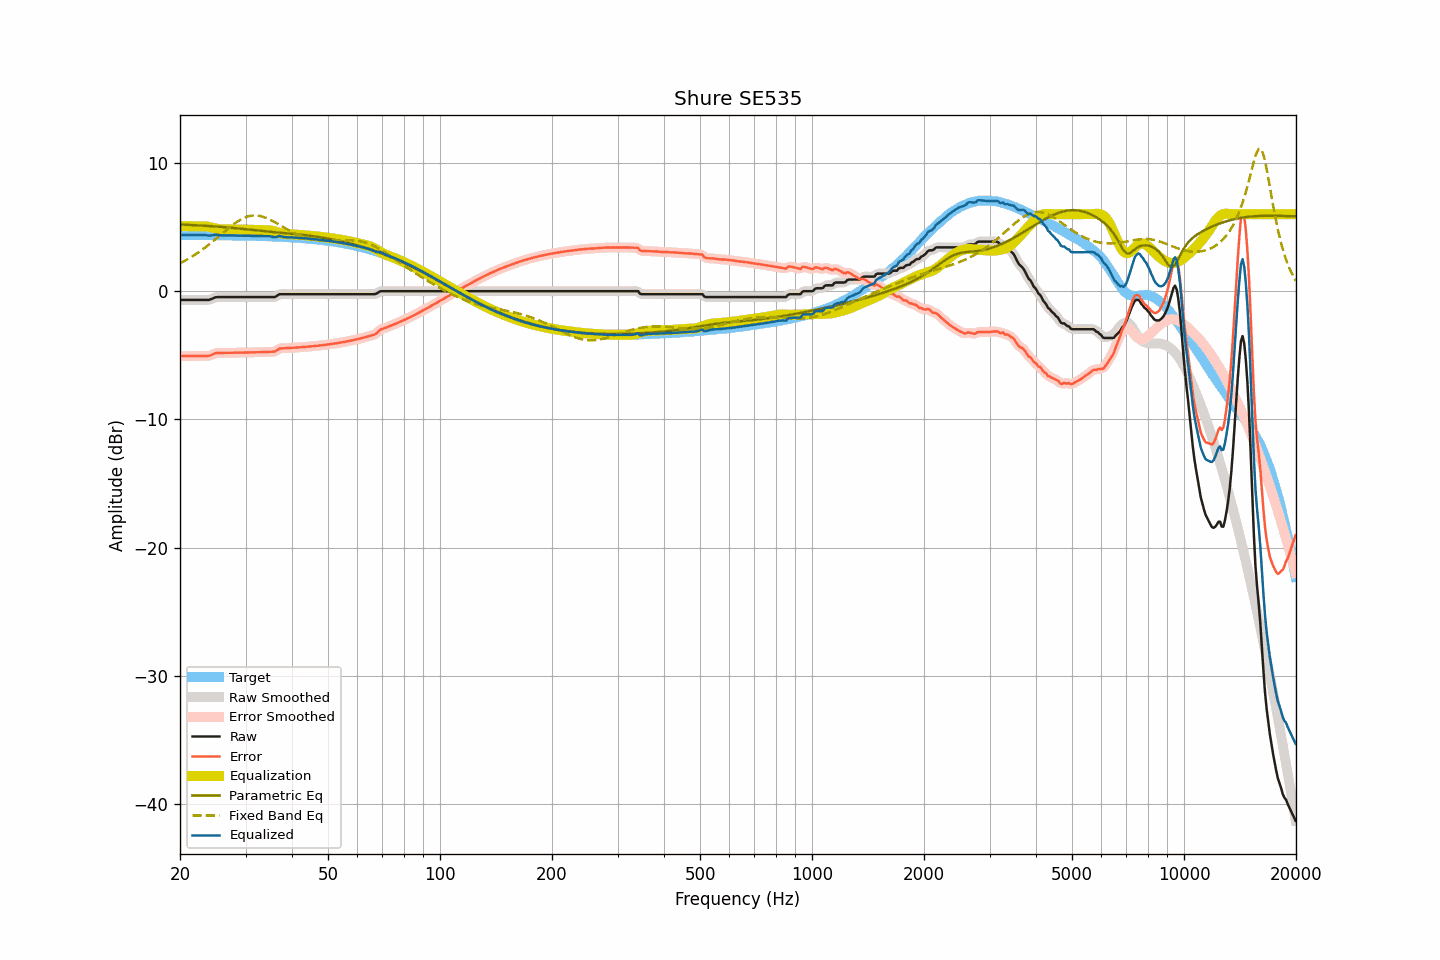 Shure SE535
10
0
−10
−20
−30
−40
Amplitude (dBr)
Target
Raw Smoothed
Error Smoothed
Raw
Error
Equalization
Parametric Eq
Fixed Band Eq
Equalized
20 50 100 200 500 1000 2000 5000 10000 20000
Frequency (Hz)